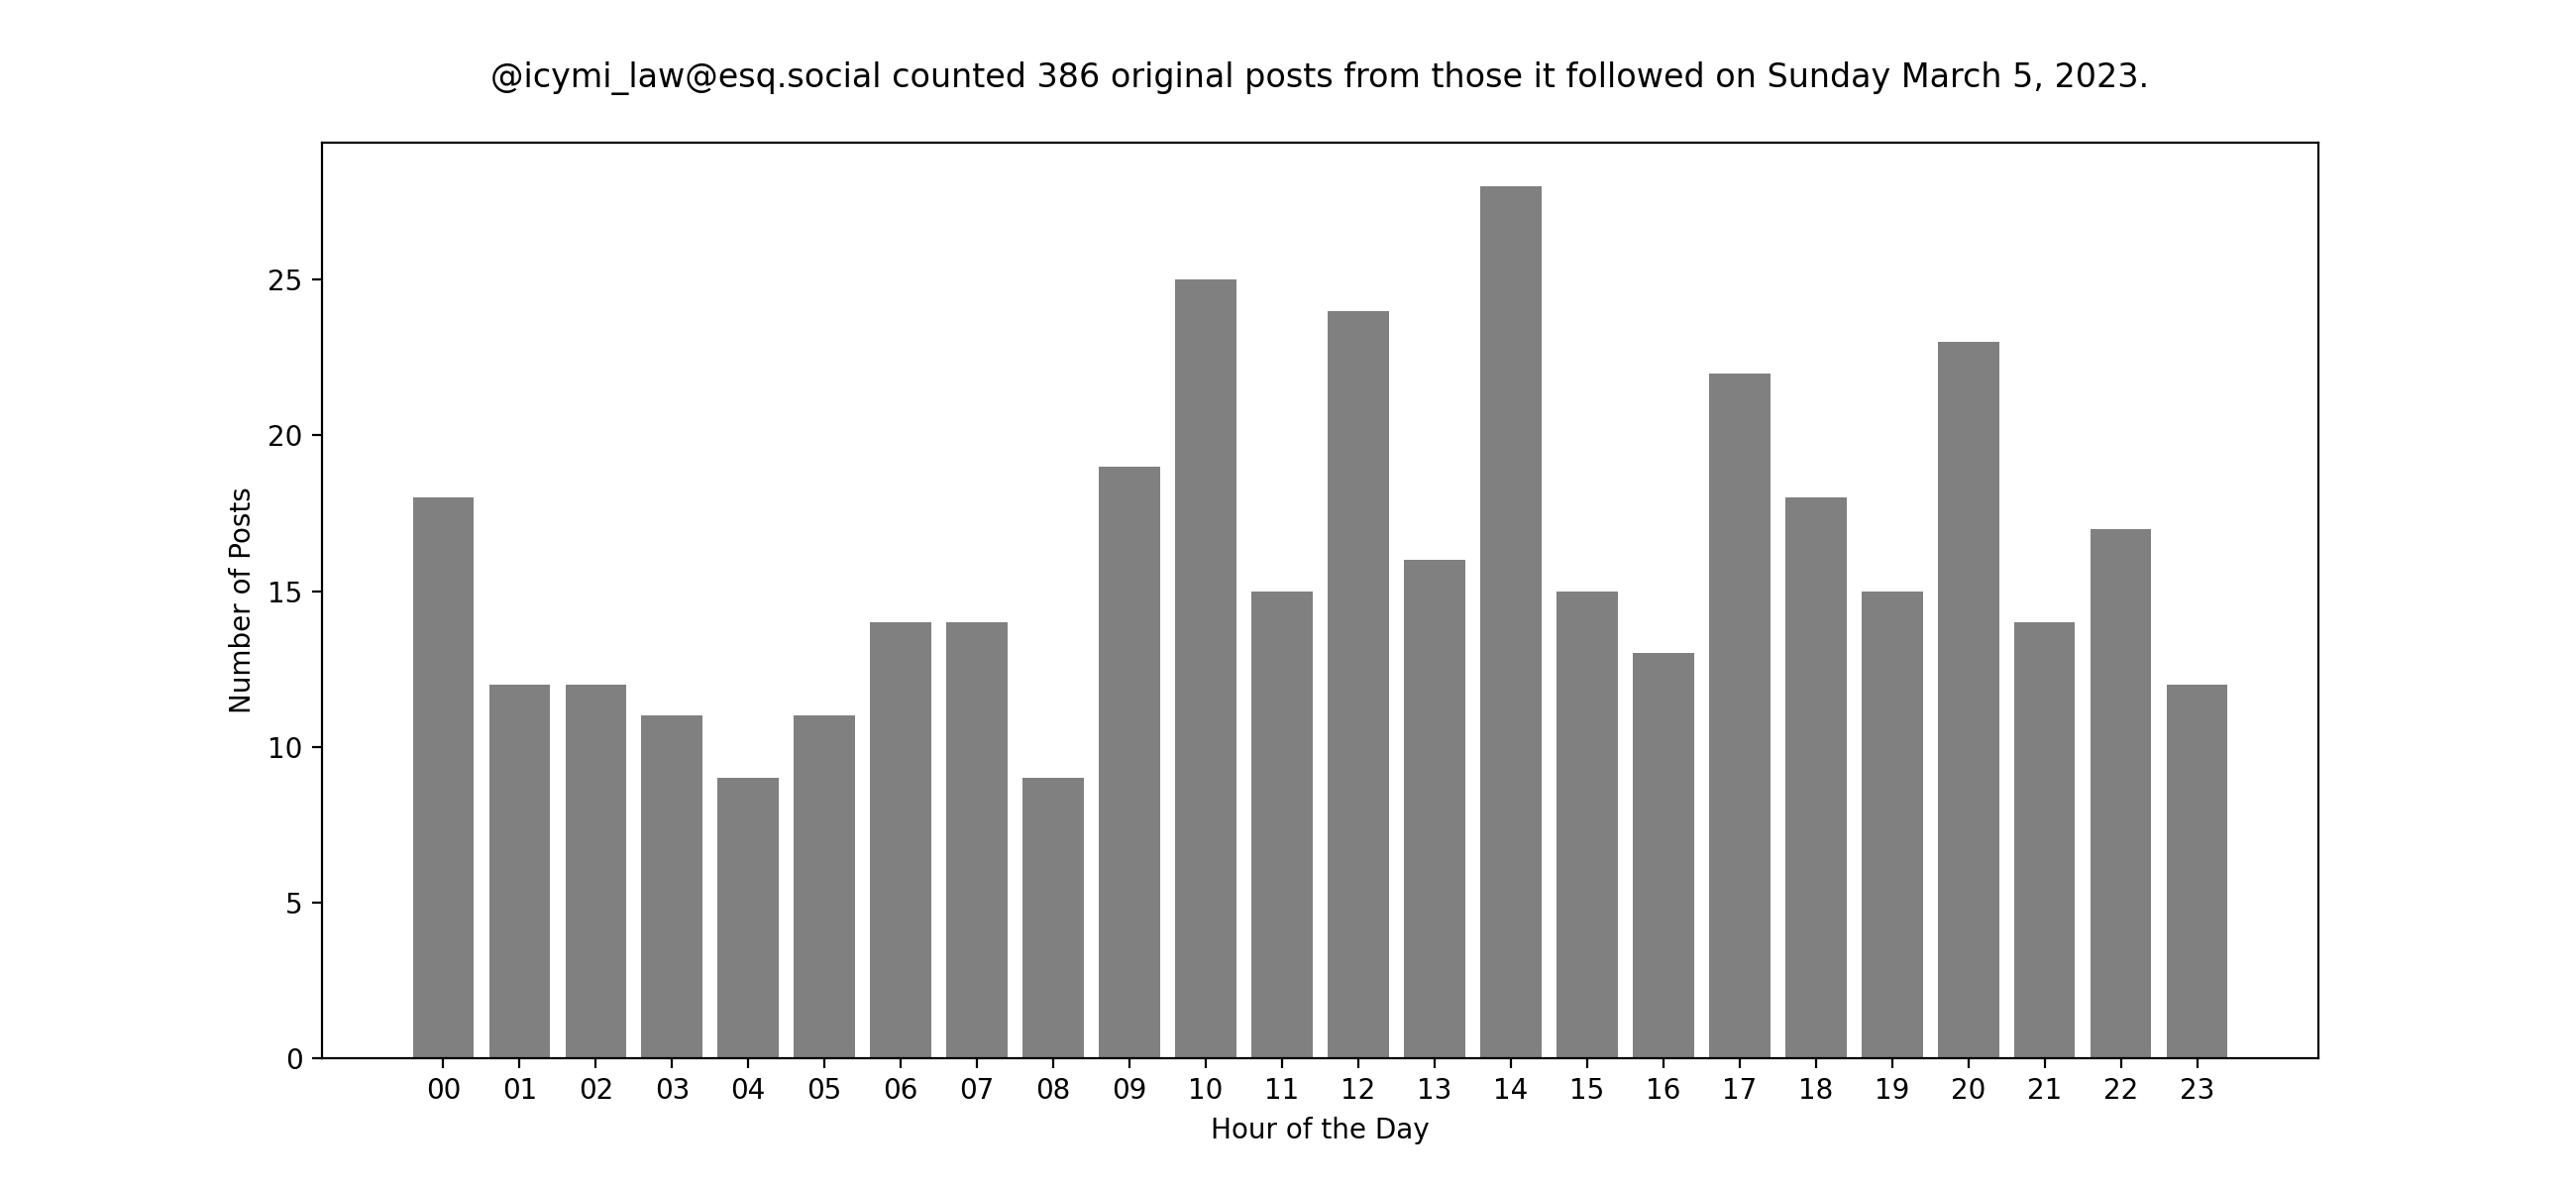 @icymi_law@esq.social counted 386 original posts from those it followed on Sunday March 5, 2023.
25
20
15
10
5
0
Number of Posts
00 01 02 03 04 05 06 07 08 09 10 11 12 13 14 15 16 17 18 19 20 21 22 23
Hour of the Day